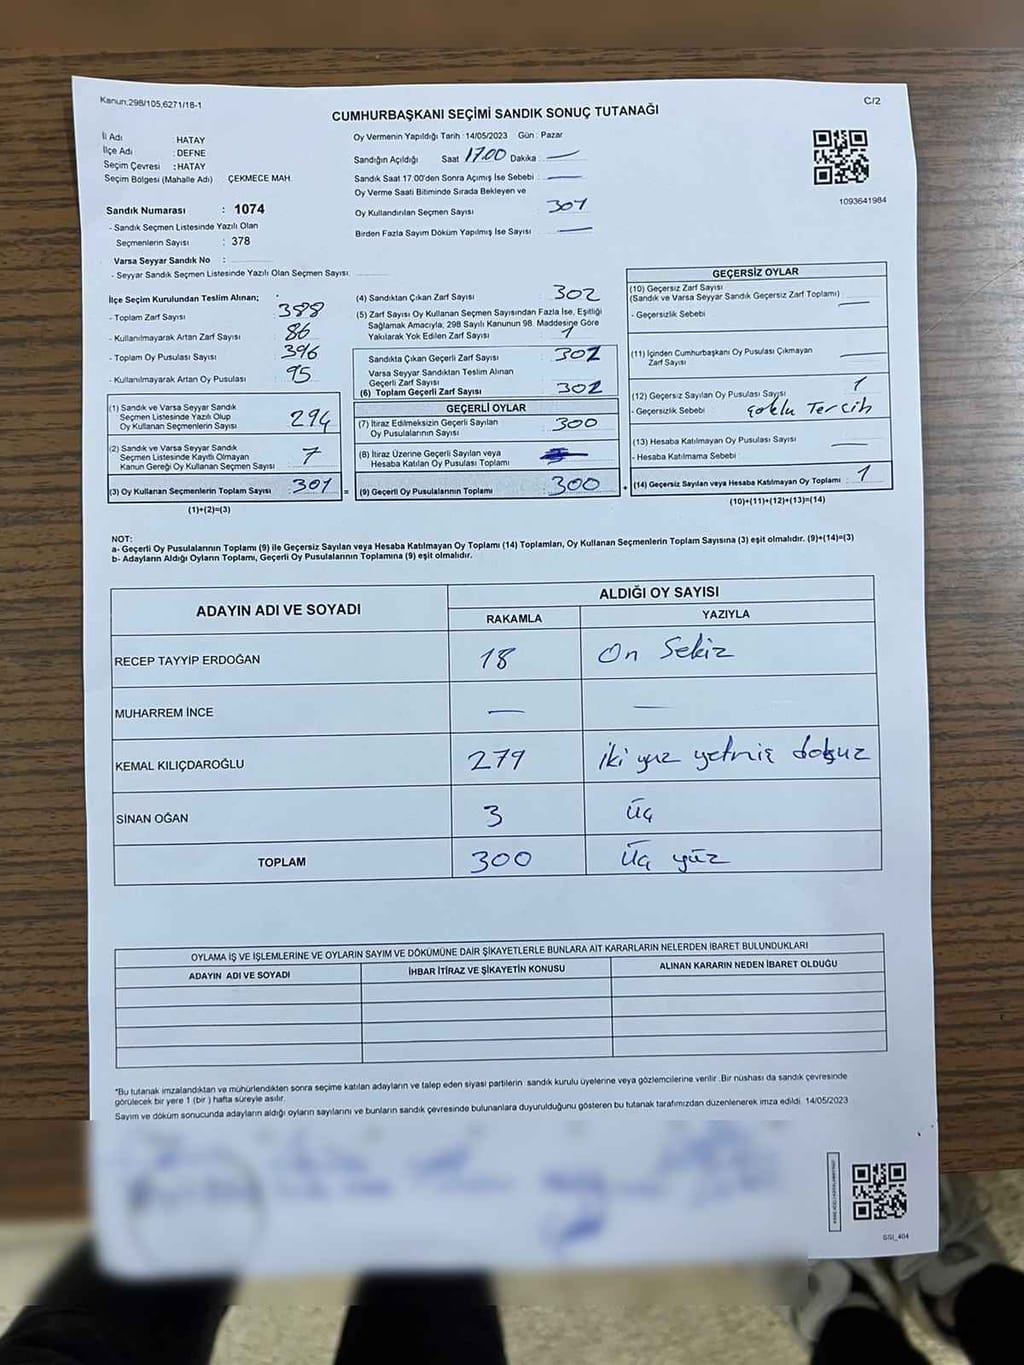 Kanun;298/105,6271/18-1
C/2
CUMHURBAŞKANI SEÇİMİ SANDIK SONUÇ TUTANAĞI
İl Adı HATAY
İlçe Adı : DEFNE
Seçim Çevresi : HATAY
Seçim Bölgesi (Mahalle Adı) ÇEKMECE MAH.
Oy Vermenin Yapıldığı Tarih :14/05/2023 Gün : Pazar
Sandığın Açıldığı Saat 17.00 Dakika : —
Sandık Saat 17.00'den Sonra Açımış İse Sebebi : —
Oy Verme Saati Bitiminde Sırada Bekleyen ve
Oy Kullandırılan Seçmen Sayısı 301
Birden Fazla Sayım Döküm Yapılmış İse Sayısı —
1093641984
Sandık Numarası : 1074
- Sandık Seçmen Listesinde Yazılı Olan
Seçmenlerin Sayısı : 378
Varsa Seyyar Sandık No :
- Seyyar Sandık Seçmen Listesinde Yazılı Olan Seçmen Sayısı:
İlçe Seçim Kurulundan Teslim Alınan;
- Toplam Zarf Sayısı 388
- Kullanılmayarak Artan Zarf Sayısı 86
- Toplam Oy Pusulası Sayısı 396
- Kullanılmayarak Artan Oy Pusulası 95
(1) Sandık ve Varsa Seyyar Sandık
Seçmen Listesinde Yazılı Olup
Oy Kullanan Seçmenlerin Sayısı 294
(2) Sandık ve Varsa Seyyar Sandık
Seçmen Listesinde Kayıtlı Olmayan
Kanun Gereği Oy Kullanan Seçmen Sayısı 7
(3) Oy Kullanan Seçmenlerin Toplam Sayısı 301 =
(1)+(2)=(3)
(4) Sandıktan Çıkan Zarf Sayısı 302
(5) Zarf Sayısı Oy Kullanan Seçmen Sayısından Fazla İse, Eşitliği
Sağlamak Amacıyla, 298 Sayılı Kanunun 98. Maddesine Göre
Yakılarak Yok Edilen Zarf Sayısı 1
Sandıkta Çıkan Geçerli Zarf Sayısı 302
Varsa Seyyar Sandıktan Teslim Alınan
Geçerli Zarf Sayısı
(6) Toplam Geçerli Zarf Sayısı 302
GEÇERLİ OYLAR
(7) İtiraz Edilmeksizin Geçerli Sayılan
Oy Pusulalarının Sayısı 300
(8) İtiraz Üzerine Geçerli Sayılan veya
Hesaba Katılan Oy Pusulası Toplamı
(9) Geçerli Oy Pusulalarının Toplamı 300
GEÇERSİZ OYLAR
(10) Geçersiz Zarf Sayısı
(Sandık ve Varsa Seyyar Sandık Geçersiz Zarf Toplamı) —
- Geçersizlik Sebebi
(11) İçinden Cumhurbaşkanı Oy Pusulası Çıkmayan
Zarf Sayısı —
(12) Geçersiz Sayılan Oy Pusulası Sayısı 1
- Geçersizlik Sebebi Çoklu Tercih
(13) Hesaba Katılmayan Oy Pusulası Sayısı —
- Hesaba Katılmama Sebebi
(14) Geçersiz Sayılan veya Hesaba Katılmayan Oy Toplamı 1
(10)+(11)+(12)+(13)=(14)
NOT:
a- Geçerli Oy Pusulalarının Toplamı (9) ile Geçersiz Sayılan veya Hesaba Katılmayan Oy Toplamı (14) Toplamları, Oy Kullanan Seçmenlerin Toplam Sayısına (3) eşit olmalıdır. (9)+(14)=(3)
b- Adayların Aldığı Oyların Toplamı, Geçerli Oy Pusulalarının Toplamına (9) eşit olmalıdır.
ADAYIN ADI VE SOYADI ALDIĞI OY SAYISI
RAKAMLA YAZIYLA
RECEP TAYYİP ERDOĞAN 18 On Sekiz
MUHARREM İNCE — —
KEMAL KILIÇDAROĞLU 279 İki yüz yetmiş dokuz
SİNAN OĞAN 3 Üç
TOPLAM 300 Üç yüz
OYLAMA İŞ VE İŞLEMLERİNE VE OYLARIN SAYIM VE DÖKÜMÜNE DAİR ŞİKAYETLERLE BUNLARA AİT KARARLARIN NELERDEN İBARET BULUNDUKLARI
ADAYIN ADI VE SOYADI İHBAR İTİRAZ VE ŞİKAYETİN KONUSU ALINAN KARARIN NEDEN İBARET OLDUĞU
*Bu tutanak imzalandıktan ve mühürlendikten sonra seçime katılan adayların ve talep eden siyasi partilerin sandık kurulu üyelerine veya gözlemcilerine verilir .Bir nüshası da sandık çevresinde
görülecek bir yere 1 (bir ) hafta süreyle asılır.
Sayım ve döküm sonucunda adayların aldığı oyların sayılarını ve bunların sandık çevresinde bulunanlara duyurulduğunu gösteren bu tutanak tarafımızdan düzenlenerek imza edildi. 14/05/2023
SSI_404